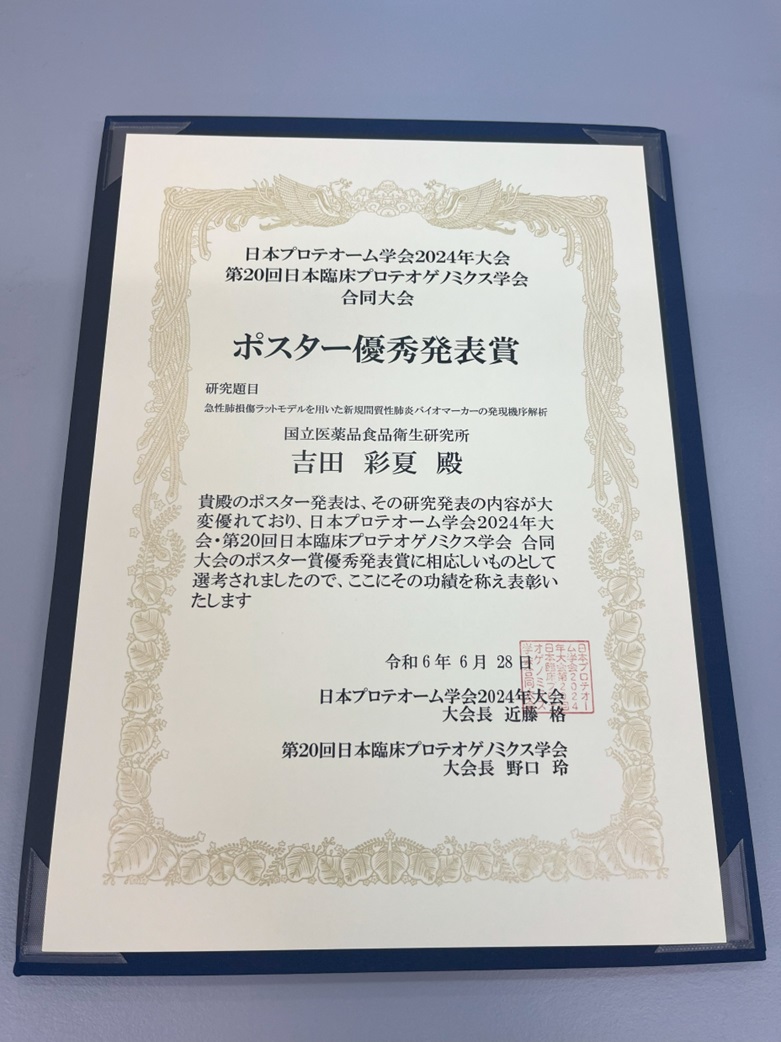 日本プロテオーム学会2024年大会
第20回日本臨床プロテオゲノミクス学会
合同大会
ポスター優秀発表賞
研究題目
急性肺損傷ラットモデルを用いた新規間質性肺炎バイオマーカーの発現機序解析
国立医薬品食品衛生研究所
吉田 彩夏 殿
貴殿のポスター発表は、その研究発表の内容が大
変優れており、日本プロテオーム学会2024年大
会・第20回日本臨床プロテオゲノミクス学会 合同
大会のポスター賞優秀発表賞に相応しいものとして
選考されましたので、ここにその功績を称え表彰い
たします
令和6年 6月 28日
日本プロテオーム学会2024年大会
大会長 近藤 格
第20回日本臨床プロテオゲノミクス学会
大会長 野口 玲